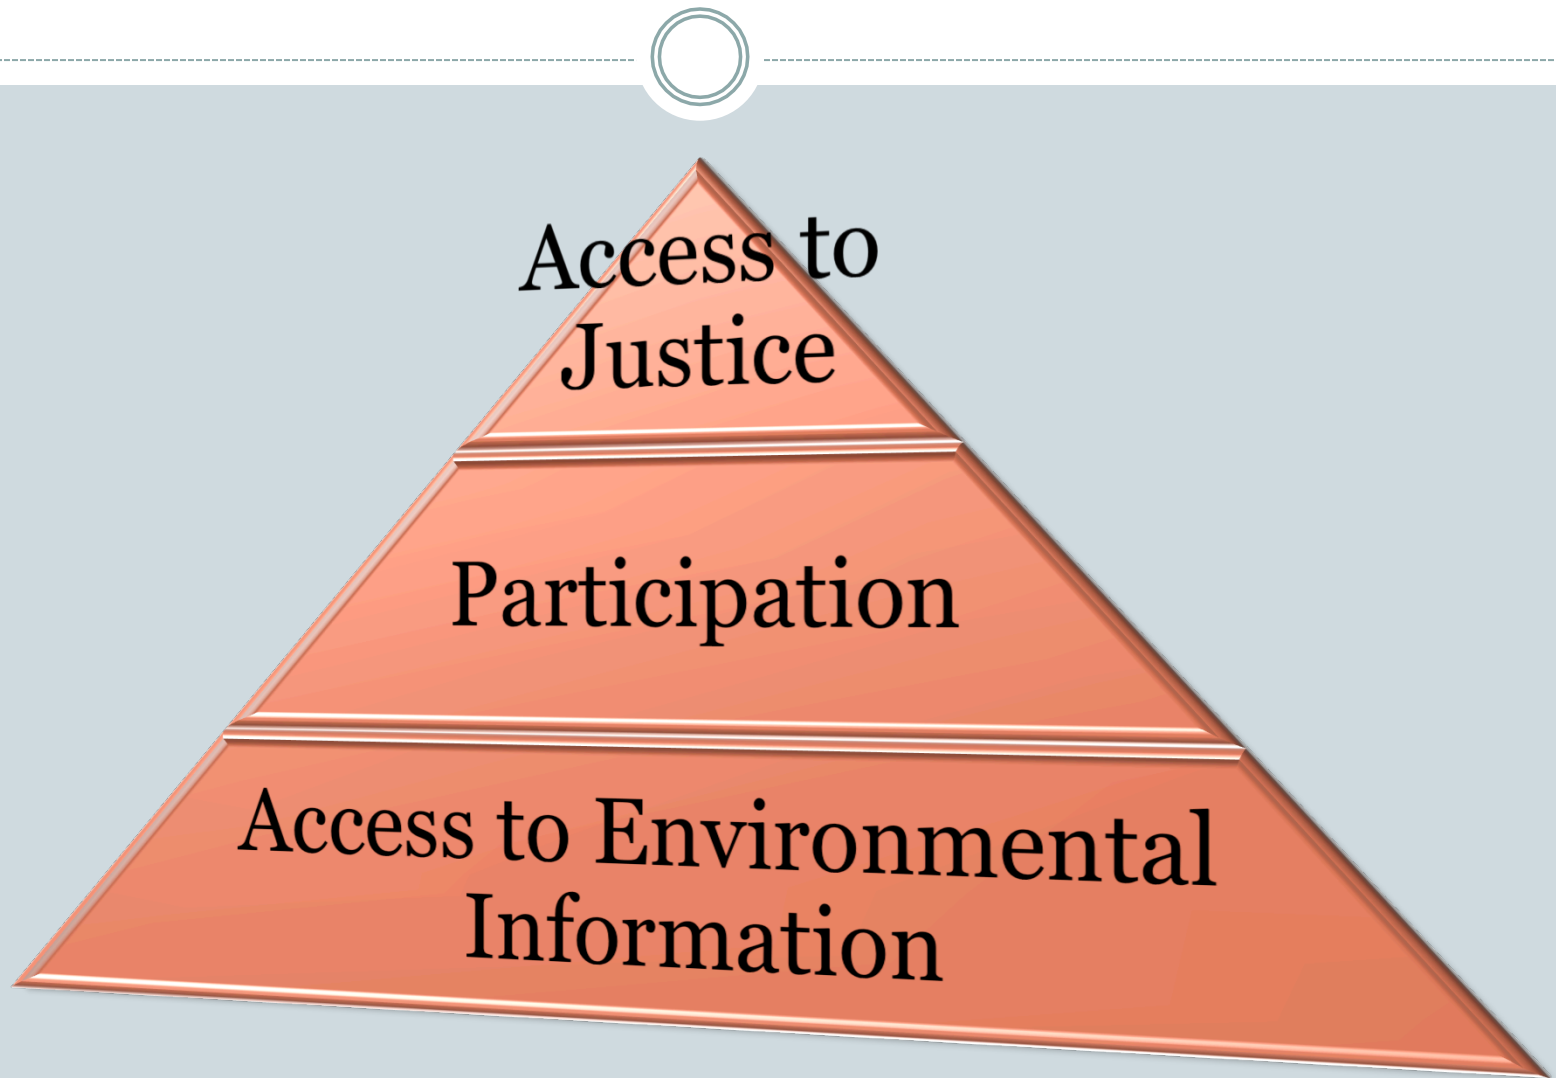 Access to
Justice
Participation
Access to Environmental
Information